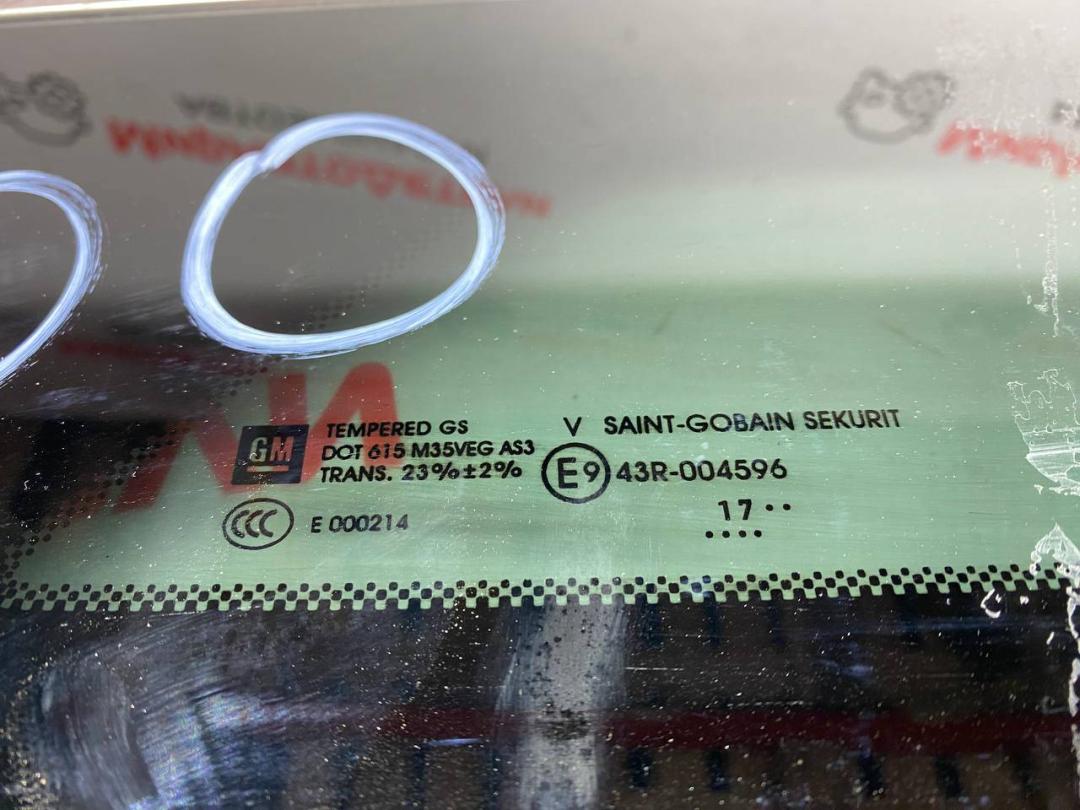 GM
TEMPERED GS
DOT 615 M35VEG AS3
TRANS. 23%±2%
V SAINT-GOBAIN SEKURIT
E9 43R-004596
17··
····
CCC E 000214